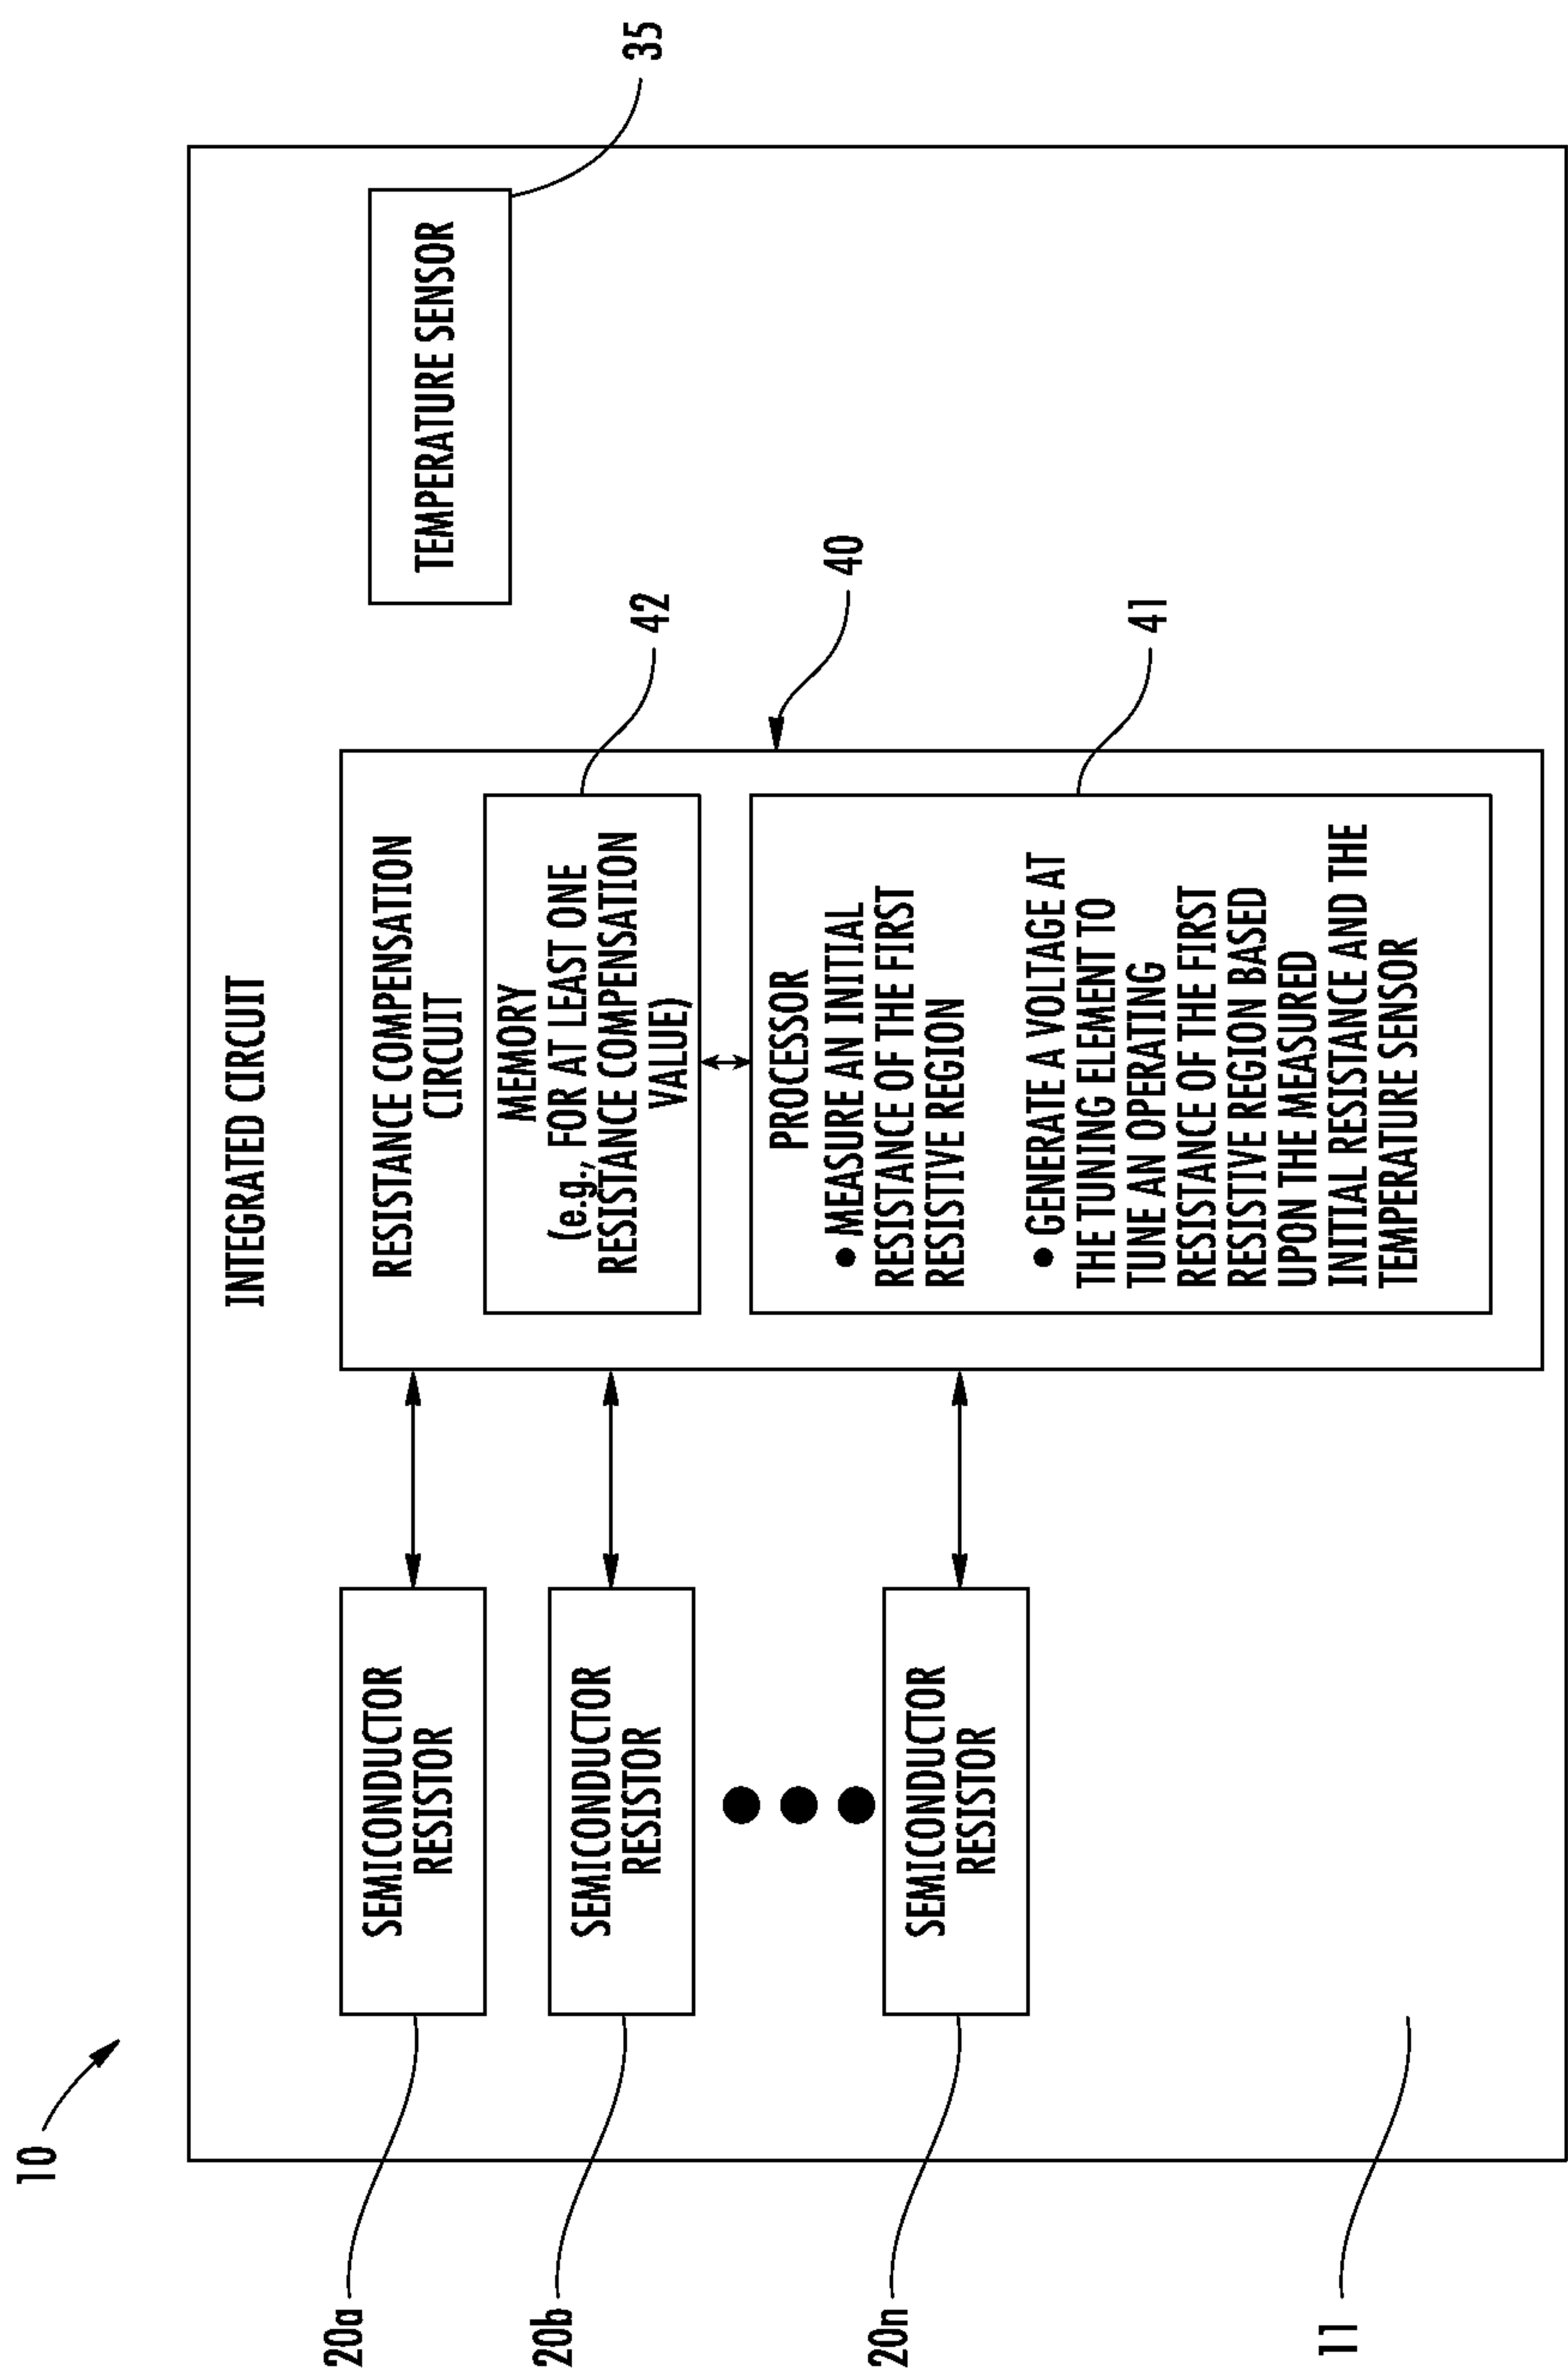 10
INTEGRATED CIRCUIT
20a
SEMICONDUCTOR
RESISTOR
20b
SEMICONDUCTOR
RESISTOR
20n
SEMICONDUCTOR
RESISTOR
11
RESISTANCE COMPENSATION
CIRCUIT
MEMORY
(e.g., FOR AT LEAST ONE
RESISTANCE COMPENSATION
VALUE)
42
40
PROCESSOR
● MEASURE AN INITIAL
RESISTANCE OF THE FIRST
RESISTIVE REGION
● GENERATE A VOLTAGE AT
THE TUNING ELEMENT TO
TUNE AN OPERATING
RESISTANCE OF THE FIRST
RESISTIVE REGION BASED
UPON THE MEASURED
INITIAL RESISTANCE AND THE
TEMPERATURE SENSOR
41
TEMPERATURE SENSOR
35